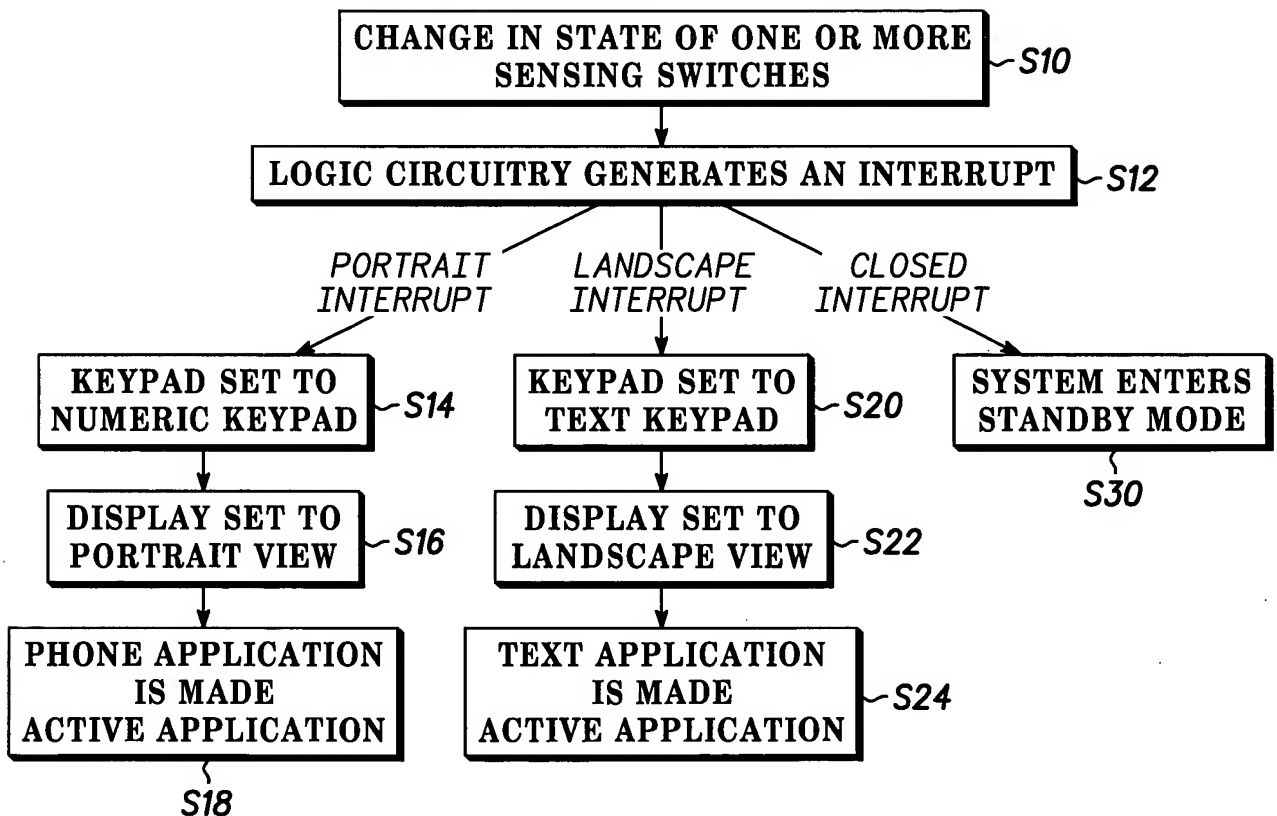 CHANGE IN STATE OF ONE OR MORE
SENSING SWITCHES
S10
LOGIC CIRCUITRY GENERATES AN INTERRUPT
S12
PORTRAIT
INTERRUPT
LANDSCAPE
INTERRUPT
CLOSED
INTERRUPT
KEYPAD SET TO
NUMERIC KEYPAD
S14
KEYPAD SET TO
TEXT KEYPAD
S20
SYSTEM ENTERS
STANDBY MODE
S30
DISPLAY SET TO
PORTRAIT VIEW
S16
DISPLAY SET TO
LANDSCAPE VIEW
S22
PHONE APPLICATION
IS MADE
ACTIVE APPLICATION
S18
TEXT APPLICATION
IS MADE
ACTIVE APPLICATION
S24